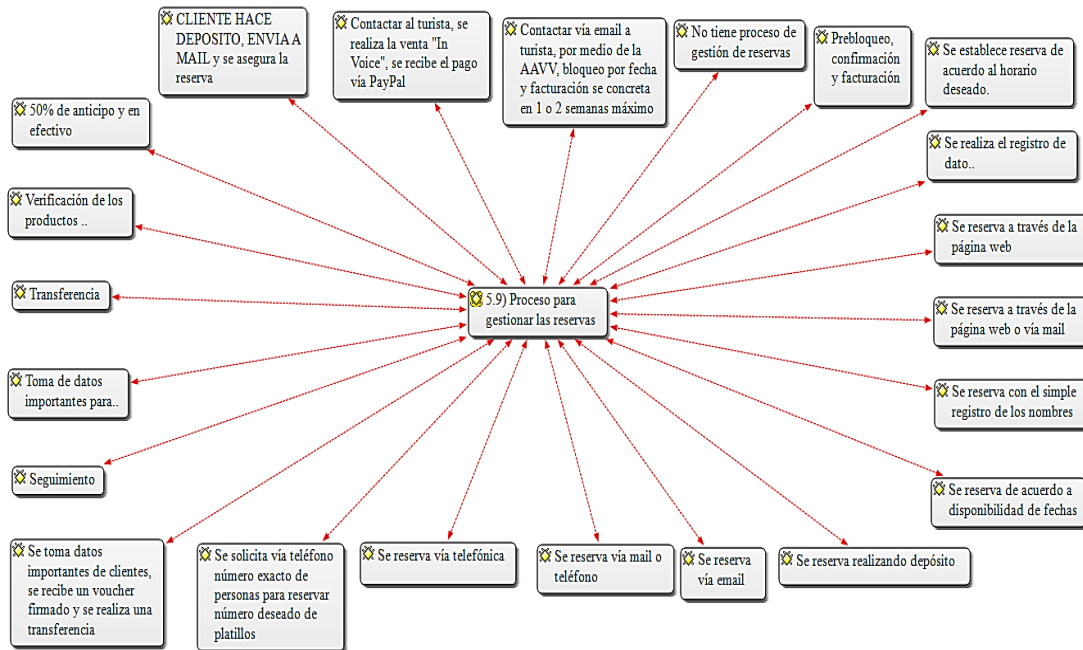 CLIENTE HACE
DEPOSITO, ENVIA A
MAIL y se asegura la
reserva
Contactar al turista, se
realiza la venta "In
Voice", se recibe el pago
vía PayPal
Contactar vía email a
turista, por medio de la
AAVV, bloqueo por fecha
y facturación se concreta
en 1 o 2 semanas máximo
No tiene proceso de
gestión de reservas
Prebloqueo,
confirmación
y facturación
Se establece reserva de
acuerdo al horario
deseado.
50% de anticipo y en
efectivo
Se realiza el registro de
dato..
Verificación de los
productos ..
Se reserva a través de la
página web
Transferencia
5.9) Proceso para
gestionar las reservas
Se reserva a través de la
página web o vía mail
Toma de datos
importantes para..
Se reserva con el simple
registro de los nombres
Seguimiento
Se reserva de acuerdo a
disponibilidad de fechas
Se toma datos
importantes de clientes,
se recibe un voucher
firmado y se realiza una
transferencia
Se solicita vía teléfono
número exacto de
personas para reservar
número deseado de
platillos
Se reserva vía telefónica
Se reserva vía mail o
teléfono
Se reserva
vía email
Se reserva realizando depósito